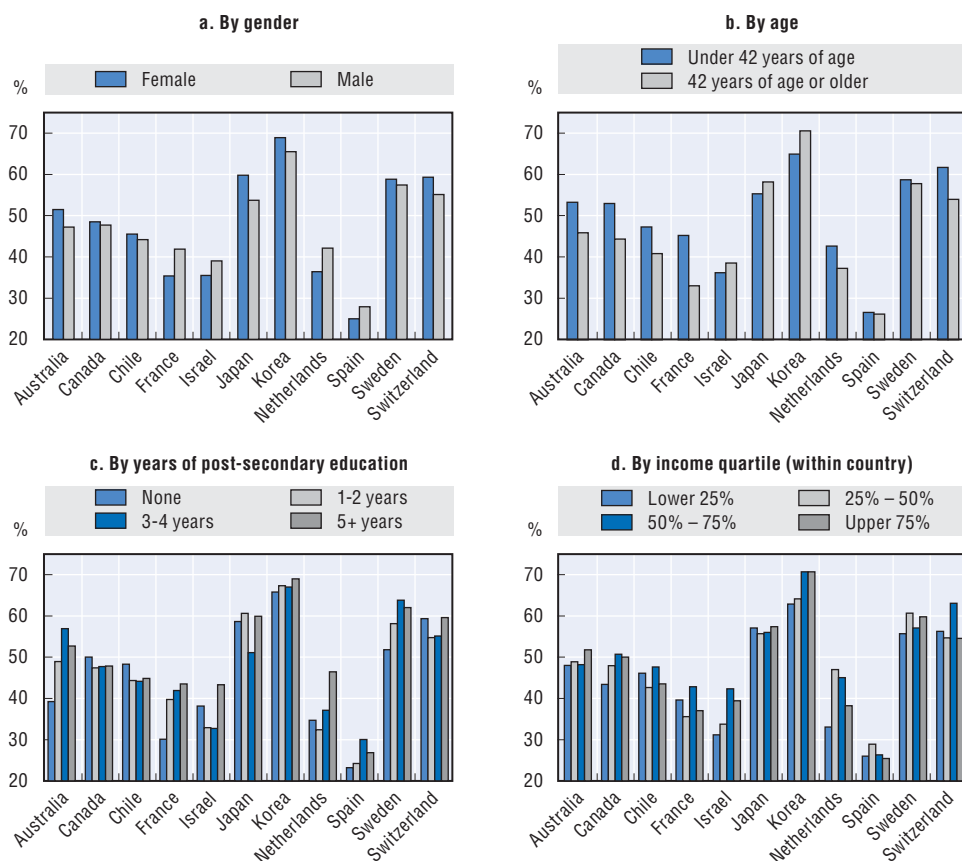 a. By gender
%
Female Male
70
60
50
40
30
20
Australia
Canada
Chile
France
Israel
Japan
Korea
Netherlands
Spain
Sweden
Switzerland
b. By age
%
Under 42 years of age
42 years of age or older
70
60
50
40
30
20
Australia
Canada
Chile
France
Israel
Japan
Korea
Netherlands
Spain
Sweden
Switzerland
c. By years of post-secondary education
%
None 1-2 years
3-4 years 5+ years
70
60
50
40
30
20
Australia
Canada
Chile
France
Israel
Japan
Korea
Netherlands
Spain
Sweden
Switzerland
d. By income quartile (within country)
%
Lower 25% 25% – 50%
50% – 75% Upper 75%
70
60
50
40
30
20
Australia
Canada
Chile
France
Israel
Japan
Korea
Netherlands
Spain
Sweden
Switzerland